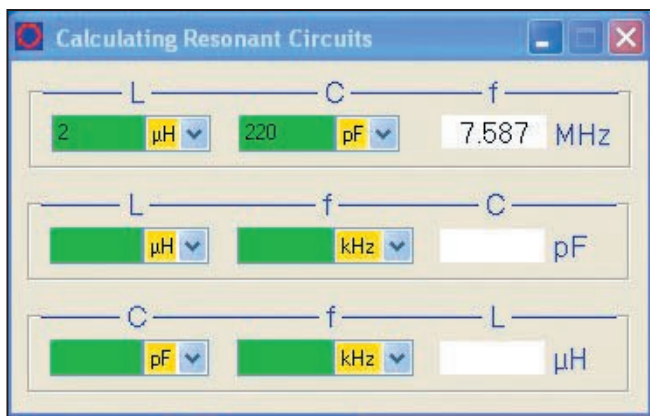 Calculating Resonant Circuits
L C f
2 µH 220 pF 7.587 MHz
L f C
µH kHz pF
C f L
pF kHz µH